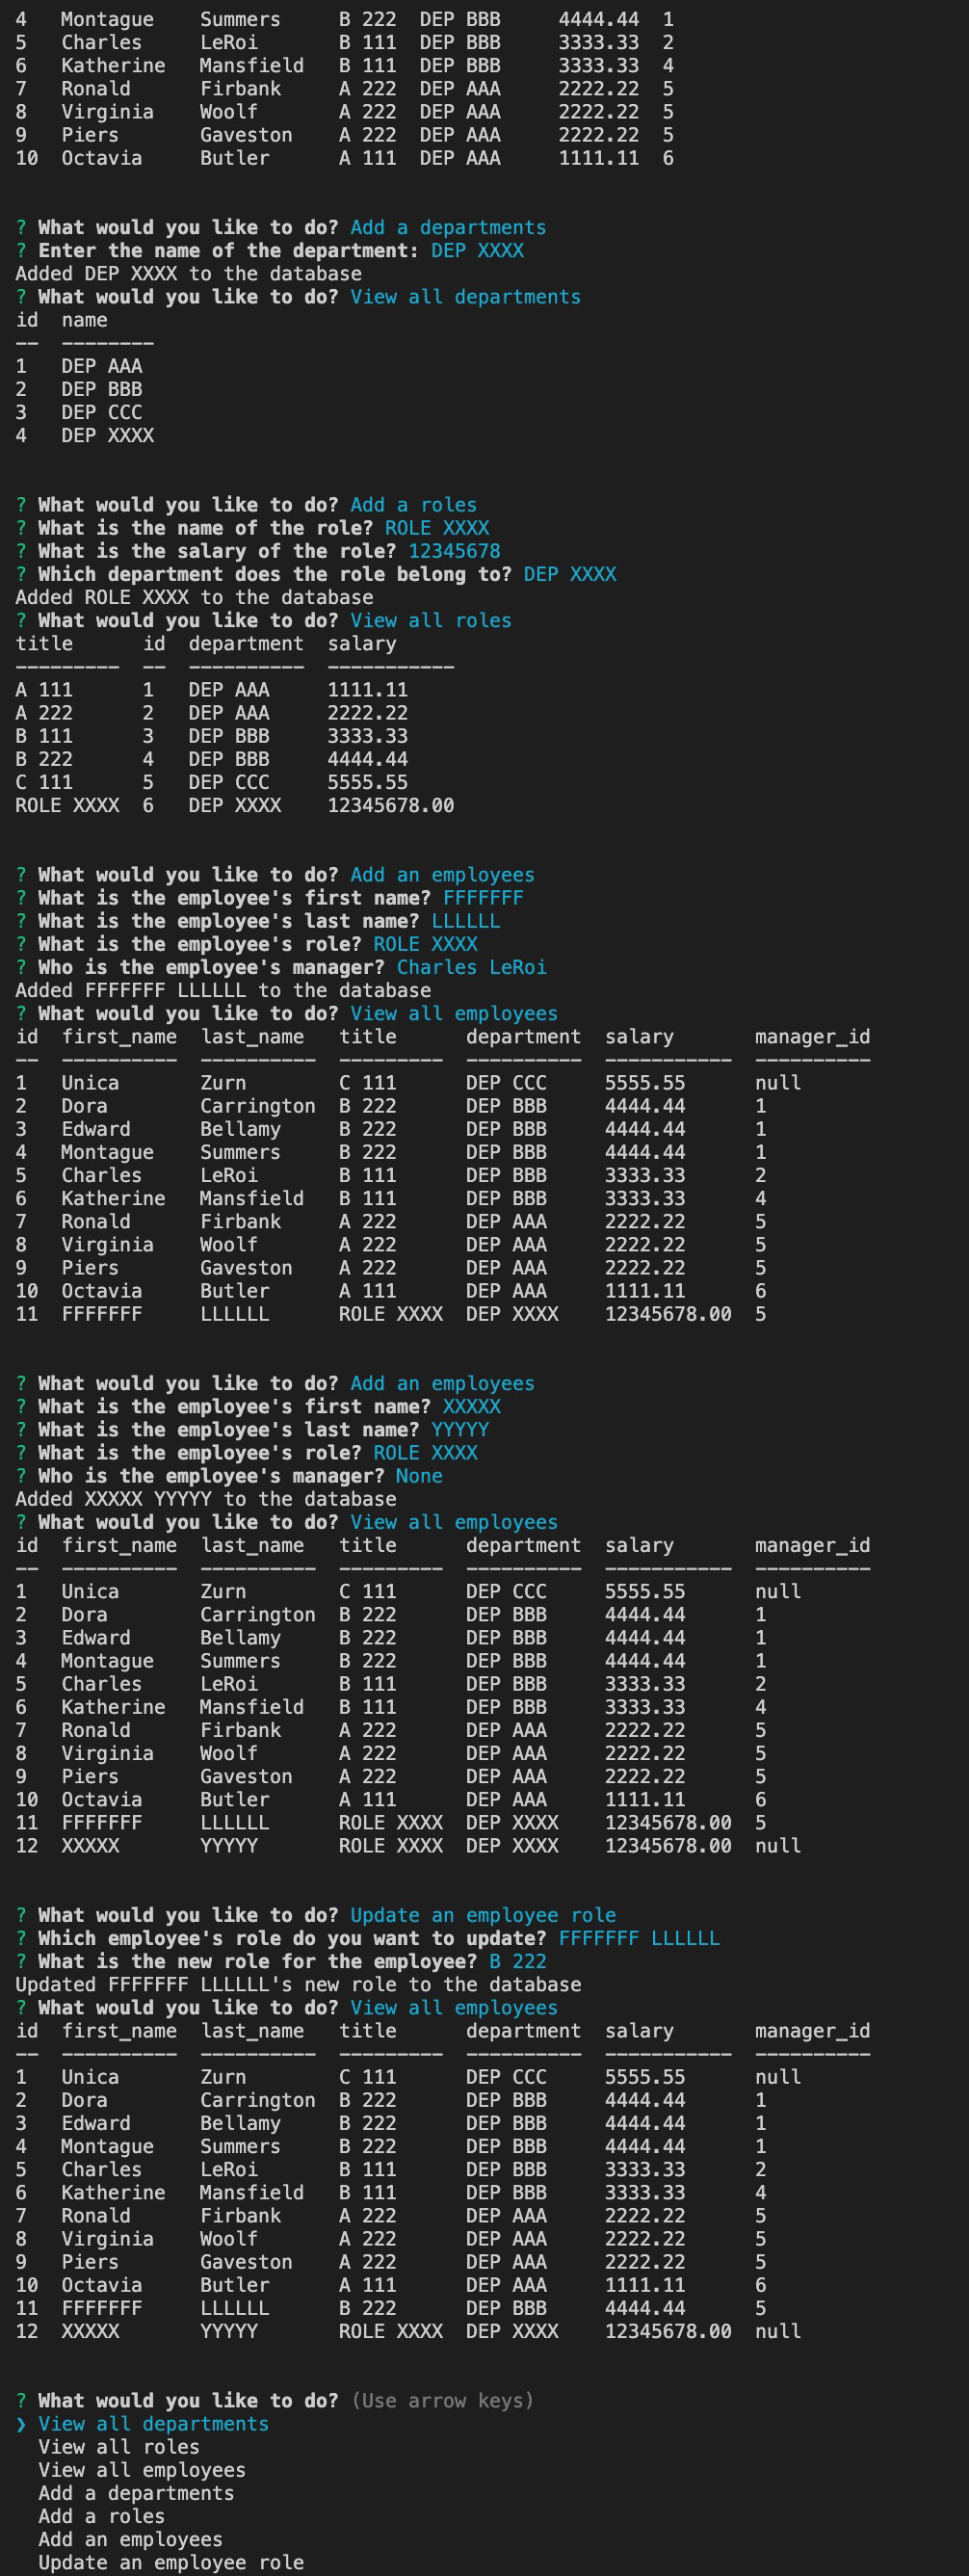 4   Montague    Summers     B 222  DEP BBB     4444.44  1
5   Charles     LeRoi       B 111  DEP BBB     3333.33  2
6   Katherine   Mansfield   B 111  DEP BBB     3333.33  4
7   Ronald      Firbank     A 222  DEP AAA     2222.22  5
8   Virginia    Woolf       A 222  DEP AAA     2222.22  5
9   Piers       Gaveston    A 222  DEP AAA     2222.22  5
10  Octavia     Butler      A 111  DEP AAA     1111.11  6
? What would you like to do? Add a departments
? Enter the name of the department: DEP XXXX
Added DEP XXXX to the database
? What would you like to do? View all departments
id  name
--  --------
1   DEP AAA
2   DEP BBB
3   DEP CCC
4   DEP XXXX
? What would you like to do? Add a roles
? What is the name of the role? ROLE XXXX
? What is the salary of the role? 12345678
? Which department does the role belong to? DEP XXXX
Added ROLE XXXX to the database
? What would you like to do? View all roles
title      id  department  salary
---------  --  ----------  -----------
A 111      1   DEP AAA     1111.11
A 222      2   DEP AAA     2222.22
B 111      3   DEP BBB     3333.33
B 222      4   DEP BBB     4444.44
C 111      5   DEP CCC     5555.55
ROLE XXXX  6   DEP XXXX    12345678.00
? What would you like to do? Add an employees
? What is the employee's first name? FFFFFFF
? What is the employee's last name? LLLLLL
? What is the employee's role? ROLE XXXX
? Who is the employee's manager? Charles LeRoi
Added FFFFFFF LLLLLL to the database
? What would you like to do? View all employees
id  first_name  last_name   title      department  salary       manager_id
--  ----------  ----------  ---------  ----------  -----------  ----------
1   Unica       Zurn        C 111      DEP CCC     5555.55      null
2   Dora        Carrington  B 222      DEP BBB     4444.44      1
3   Edward      Bellamy     B 222      DEP BBB     4444.44      1
4   Montague    Summers     B 222      DEP BBB     4444.44      1
5   Charles     LeRoi       B 111      DEP BBB     3333.33      2
6   Katherine   Mansfield   B 111      DEP BBB     3333.33      4
7   Ronald      Firbank     A 222      DEP AAA     2222.22      5
8   Virginia    Woolf       A 222      DEP AAA     2222.22      5
9   Piers       Gaveston    A 222      DEP AAA     2222.22      5
10  Octavia     Butler      A 111      DEP AAA     1111.11      6
11  FFFFFFF     LLLLLL      ROLE XXXX  DEP XXXX    12345678.00  5
? What would you like to do? Add an employees
? What is the employee's first name? XXXXX
? What is the employee's last name? YYYYY
? What is the employee's role? ROLE XXXX
? Who is the employee's manager? None
Added XXXXX YYYYY to the database
? What would you like to do? View all employees
id  first_name  last_name   title      department  salary       manager_id
--  ----------  ----------  ---------  ----------  -----------  ----------
1   Unica       Zurn        C 111      DEP CCC     5555.55      null
2   Dora        Carrington  B 222      DEP BBB     4444.44      1
3   Edward      Bellamy     B 222      DEP BBB     4444.44      1
4   Montague    Summers     B 222      DEP BBB     4444.44      1
5   Charles     LeRoi       B 111      DEP BBB     3333.33      2
6   Katherine   Mansfield   B 111      DEP BBB     3333.33      4
7   Ronald      Firbank     A 222      DEP AAA     2222.22      5
8   Virginia    Woolf       A 222      DEP AAA     2222.22      5
9   Piers       Gaveston    A 222      DEP AAA     2222.22      5
10  Octavia     Butler      A 111      DEP AAA     1111.11      6
11  FFFFFFF     LLLLLL      ROLE XXXX  DEP XXXX    12345678.00  5
12  XXXXX       YYYYY       ROLE XXXX  DEP XXXX    12345678.00  null
? What would you like to do? Update an employee role
? Which employee's role do you want to update? FFFFFFF LLLLLL
? What is the new role for the employee? B 222
Updated FFFFFFF LLLLLL's new role to the database
? What would you like to do? View all employees
id  first_name  last_name   title      department  salary       manager_id
--  ----------  ----------  ---------  ----------  -----------  ----------
1   Unica       Zurn        C 111      DEP CCC     5555.55      null
2   Dora        Carrington  B 222      DEP BBB     4444.44      1
3   Edward      Bellamy     B 222      DEP BBB     4444.44      1
4   Montague    Summers     B 222      DEP BBB     4444.44      1
5   Charles     LeRoi       B 111      DEP BBB     3333.33      2
6   Katherine   Mansfield   B 111      DEP BBB     3333.33      4
7   Ronald      Firbank     A 222      DEP AAA     2222.22      5
8   Virginia    Woolf       A 222      DEP AAA     2222.22      5
9   Piers       Gaveston    A 222      DEP AAA     2222.22      5
10  Octavia     Butler      A 111      DEP AAA     1111.11      6
11  FFFFFFF     LLLLLL      B 222      DEP BBB     4444.44      5
12  XXXXX       YYYYY       ROLE XXXX  DEP XXXX    12345678.00  null
? What would you like to do? (Use arrow keys)
❯ View all departments
  View all roles
  View all employees
  Add a departments
  Add a roles
  Add an employees
  Update an employee role